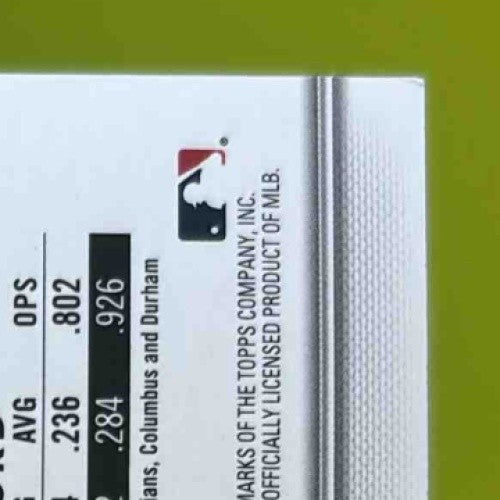 AVG OPS
.236 .802
.284 .926
ans, Columbus and Durham
MARKS OF THE TOPPS COMPANY, INC.
OFFICIALLY LICENSED PRODUCT OF MLB.